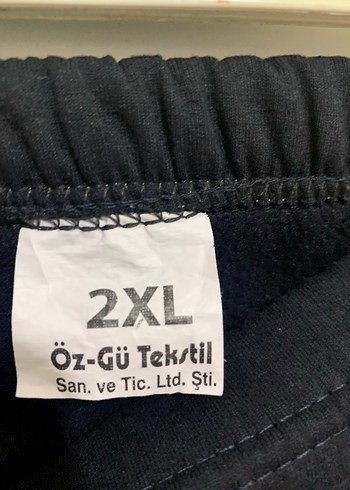 2XL
Öz-Gü Tekstil
San. ve Tic. Ltd. Şti.